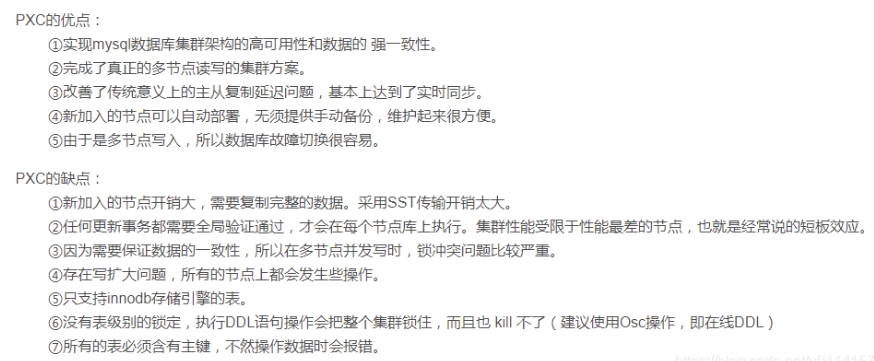 PXC的优点：
①实现mysql数据库集群架构的高可用性和数据的 强一致性。
②完成了真正的多节点读写的集群方案。
③改善了传统意义上的主从复制延迟问题，基本上达到了实时同步。
④新加入的节点可以自动部署，无须提供手动备份，维护起来很方便。
⑤由于是多节点写入，所以数据库故障切换很容易。
PXC的缺点：
①新加入的节点开销大，需要复制完整的数据。采用SST传输开销太大。
②任何更新事务都需要全局验证通过，才会在每个节点库上执行。集群性能受限于性能最差的节点，也就是经常说的短板效应。
③因为需要保证数据的一致性，所以在多节点并发写时，锁冲突问题比较严重。
④存在写扩大问题，所有的节点上都会发生些操作。
⑤只支持innodb存储引擎的表。
⑥没有表级别的锁定，执行DDL语句操作会把整个集群锁住，而且也 kill 不了（建议使用Osc操作，即在线DDL）
⑦所有的表必须含有主键，不然操作数据时会报错。